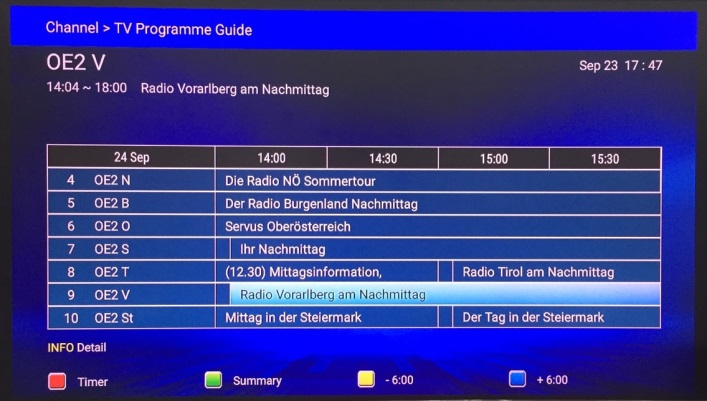 Channel > TV Programme Guide
OE2 V
Sep 23 17:47
14:04 ~ 18:00 Radio Vorarlberg am Nachmittag
24 Sep 14:00 14:30 15:00 15:30
4 OE2 N Die Radio NÖ Sommertour
5 OE2 B Der Radio Burgenland Nachmittag
6 OE2 O Servus Oberösterreich
7 OE2 S Ihr Nachmittag
8 OE2 T (12.30) Mittagsinformation, Radio Tirol am Nachmittag
9 OE2 V Radio Vorarlberg am Nachmittag
10 OE2 St Mittag in der Steiermark Der Tag in der Steiermark
INFO Detail
Timer Summary - 6:00 + 6:00